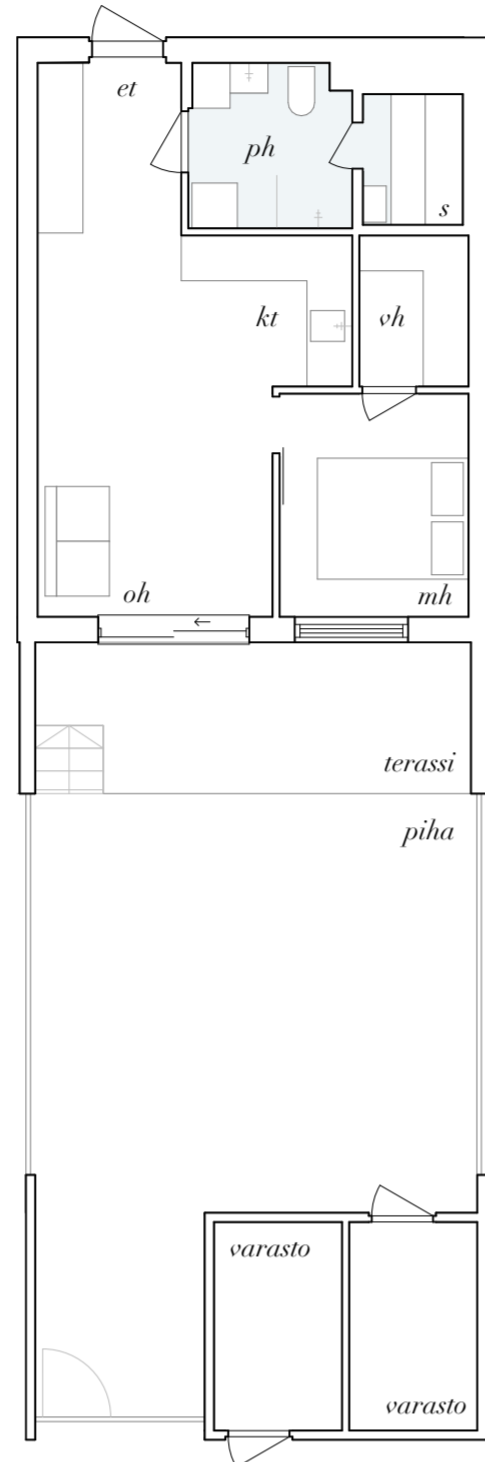 et
ph
s
kt
vh
oh
mh
terassi
piha
varasto
varasto